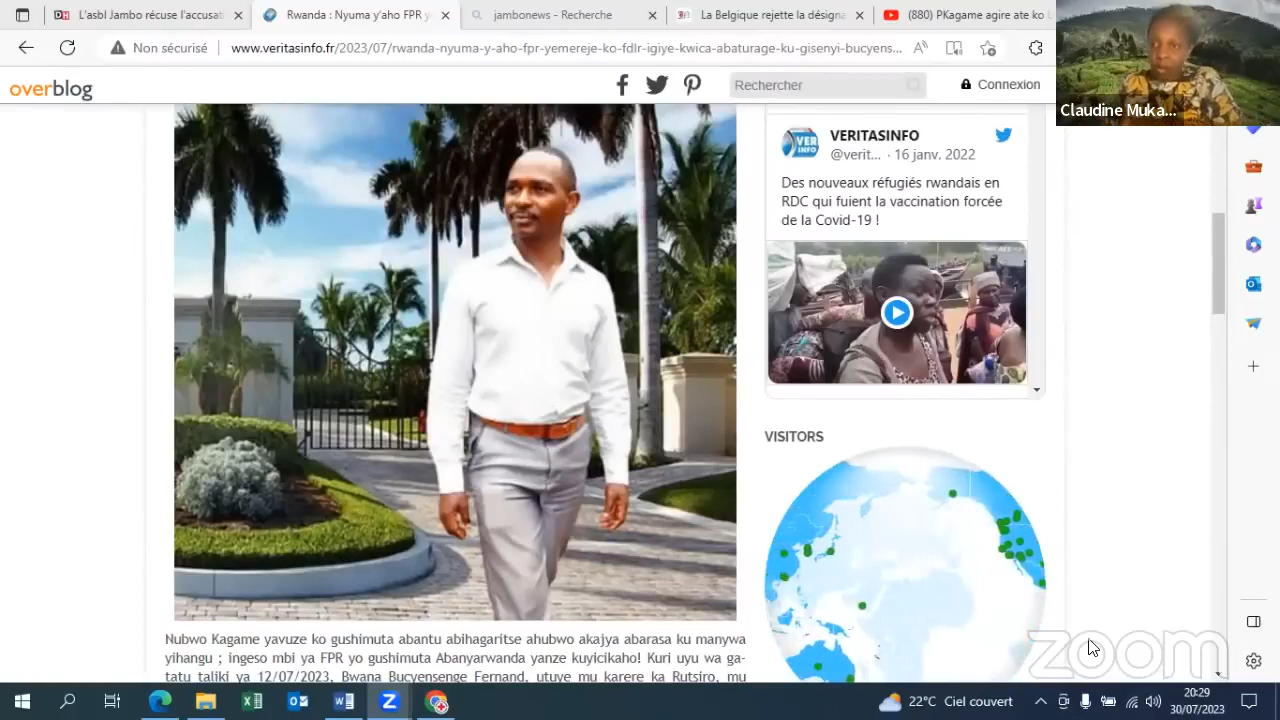 L'asbl Jambo récuse l'accusat
Rwanda : Nyuma y'aho FPR y
jambonews - Recherche
La Belgique rejette la désigna
(880) PKagame agire ate ko
Non sécurisé
www.veritasinfo.fr/2023/07/rwanda-nyuma-y-aho-fpr-yemereje-ko-fdlr-igiye-kwica-abaturage-ku-gisenyi-bucyens...
overblog
Rechercher
Connexion
Claudine Muka...
VERITASINFO
@verit... · 16 janv. 2022
Des nouveaux réfugiés rwandais en
RDC qui fuient la vaccination forcée
de la Covid-19 !
VISITORS
Nubwo Kagame yavuze ko gushimuta abantu abihagaritse ahubwo akajya abarasa ku manywa
yihangu ; ingeso mbi ya FPR yo gushimuta Abanyarwanda yanze kuyicikaho! Kuri uyu wa ga-
tatu taliki ya 12/07/2023, Bwana Bucyensenge Fernand, utuye mu karere ka Rutsiro, mu
zoom
22°C Ciel couvert
20:29
30/07/2023